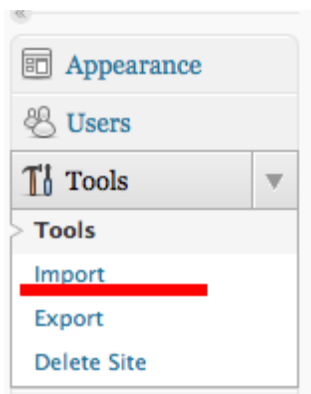 Appearance
Users
Tools
Tools
Import
Export
Delete Site